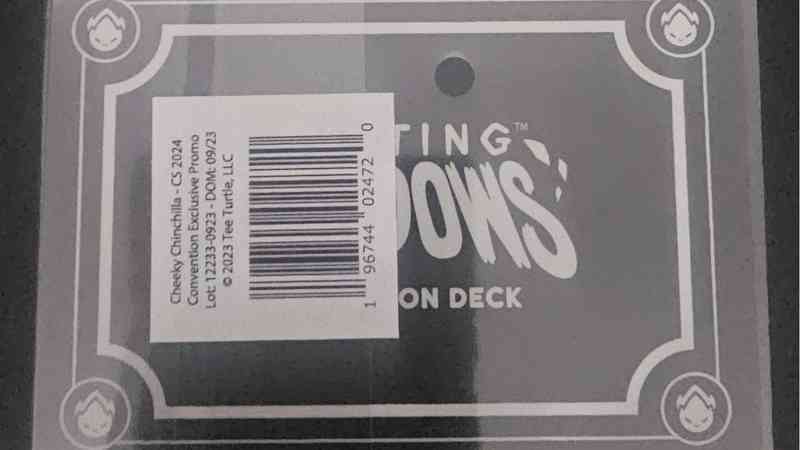 TING™
OWS
ON DECK
Cheeky Chinchilla - CS 2024
Convention Exclusive Promo
Lot: 12233-0923 - DOM: 09/23
© 2023 Tee Turtle, LLC
1 96744 02472 0